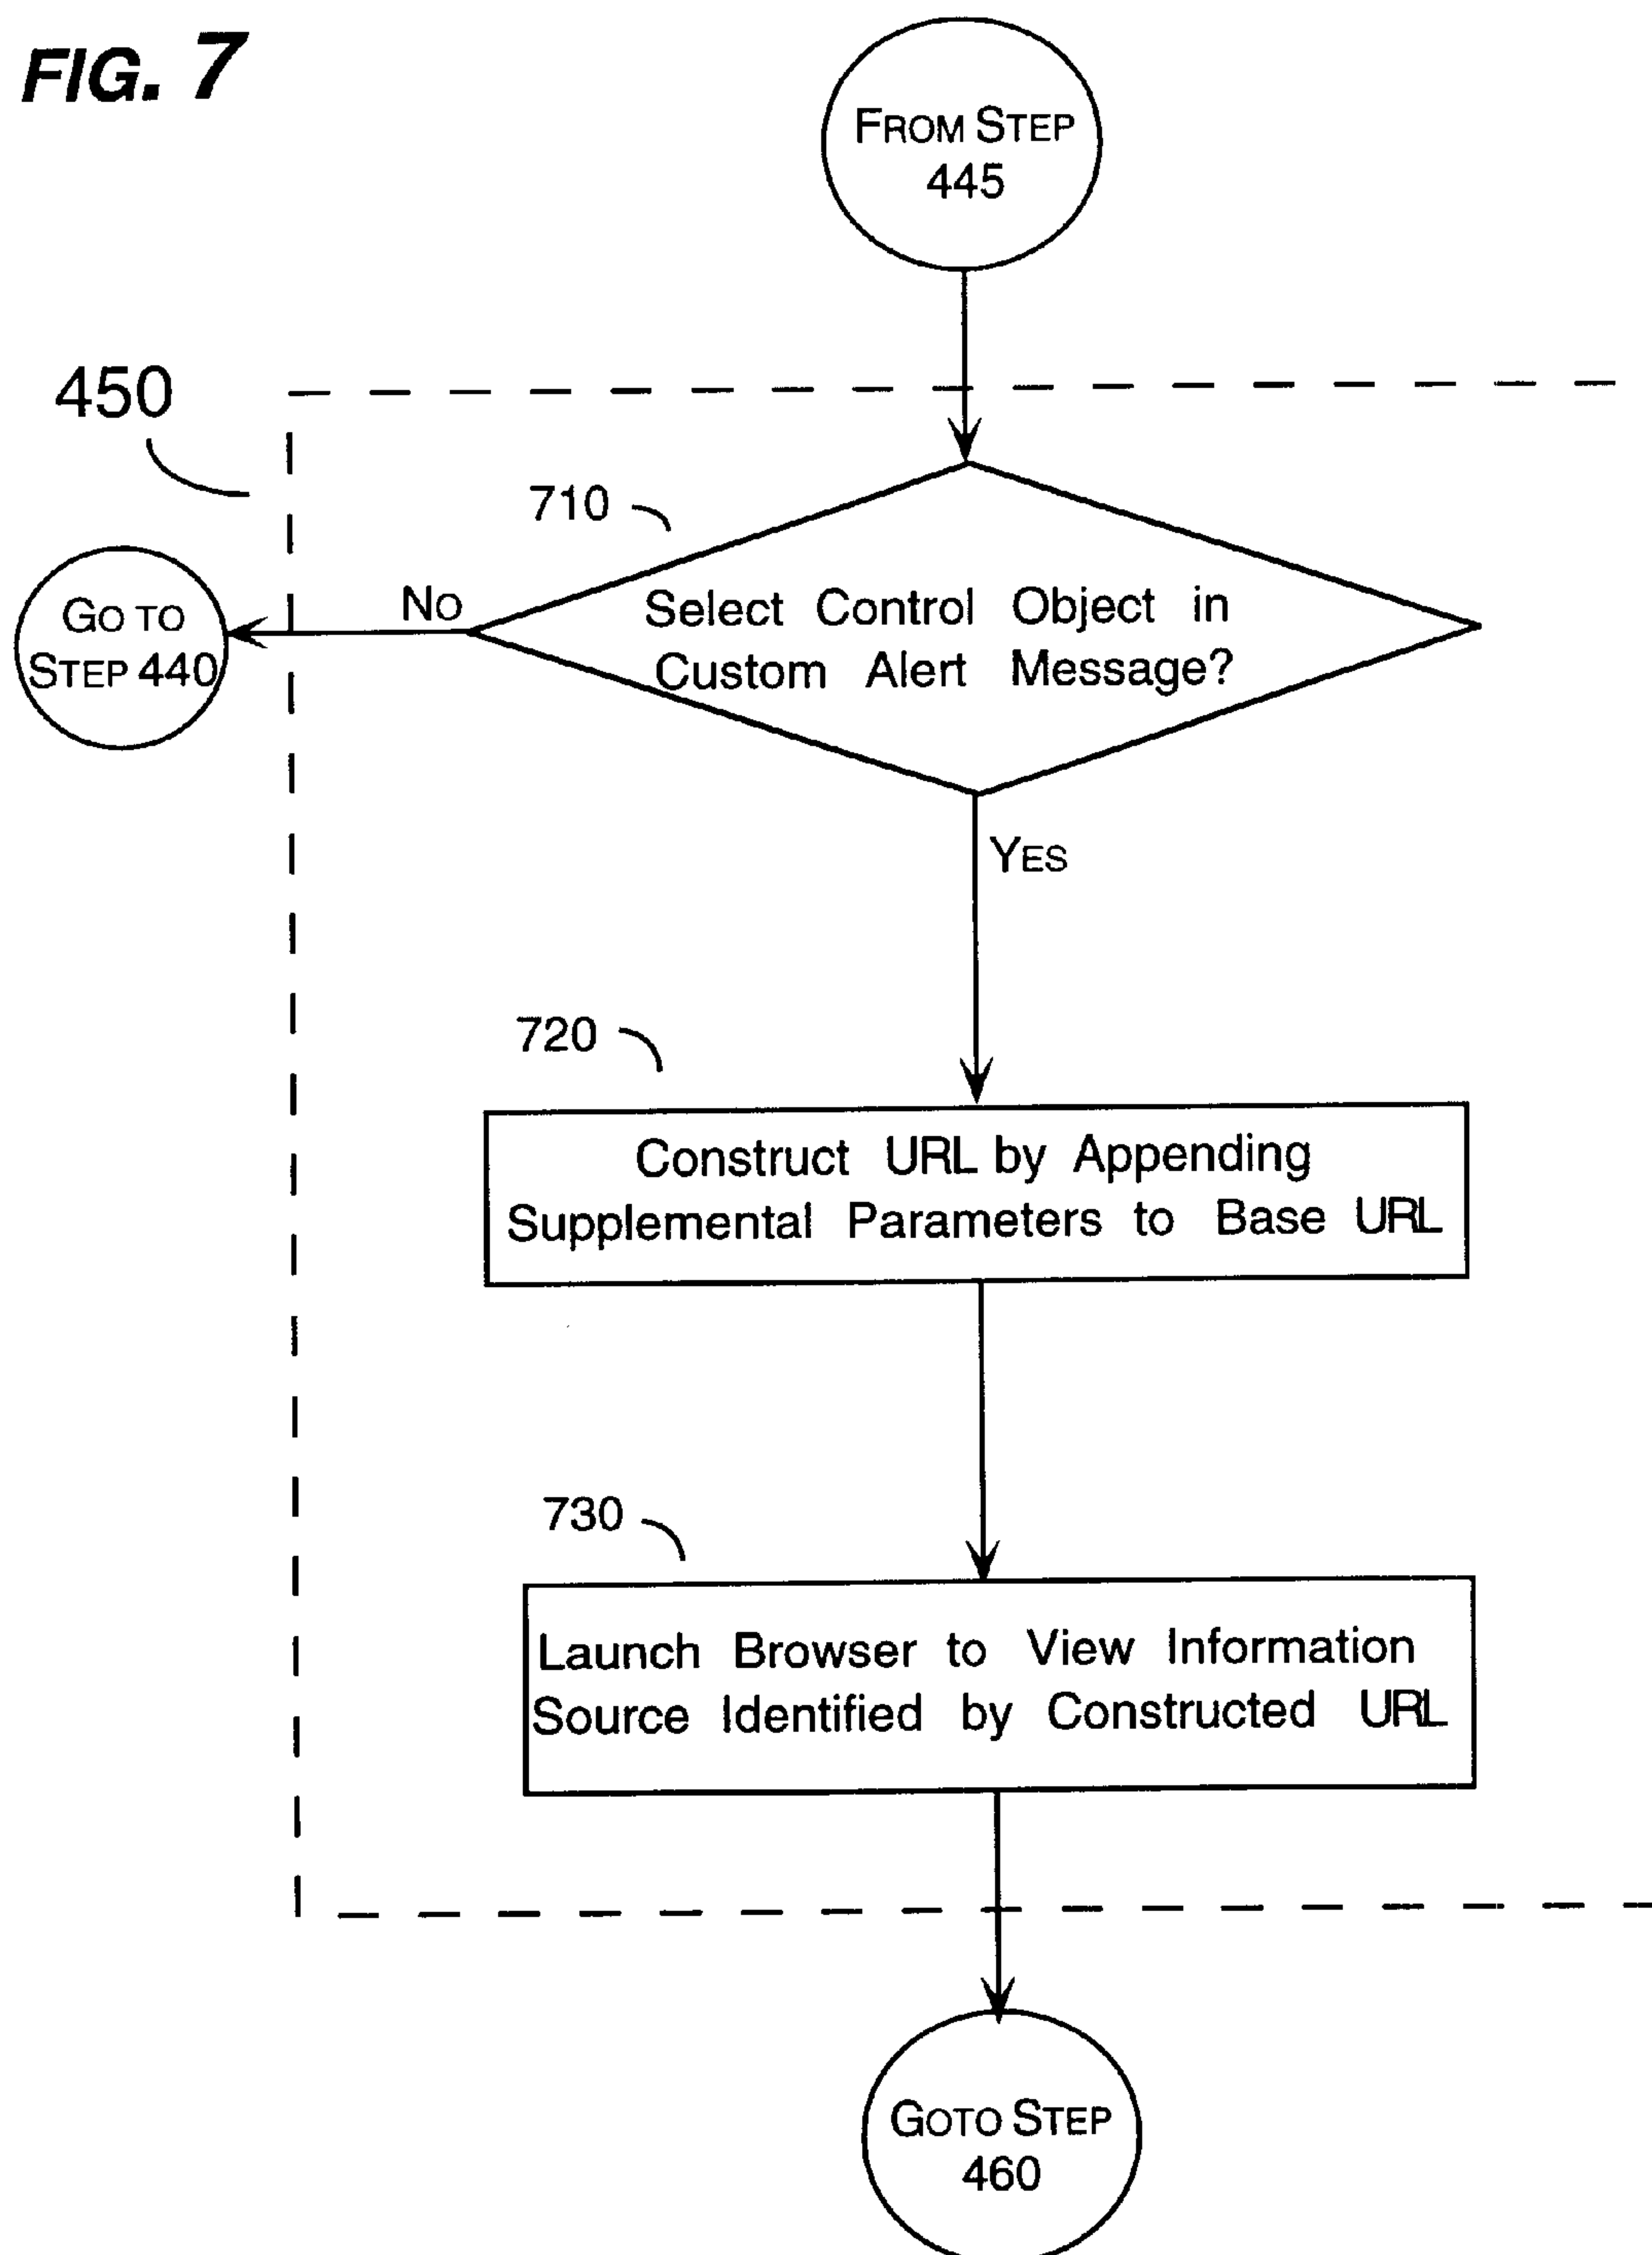 FIG. 7
FROM STEP
445
450
710
GO TO
STEP 440
NO
Select Control Object in
Custom Alert Message?
YES
720
Construct URL by Appending
Supplemental Parameters to Base URL
730
Launch Browser to View Information
Source Identified by Constructed URL
GOTO STEP
460